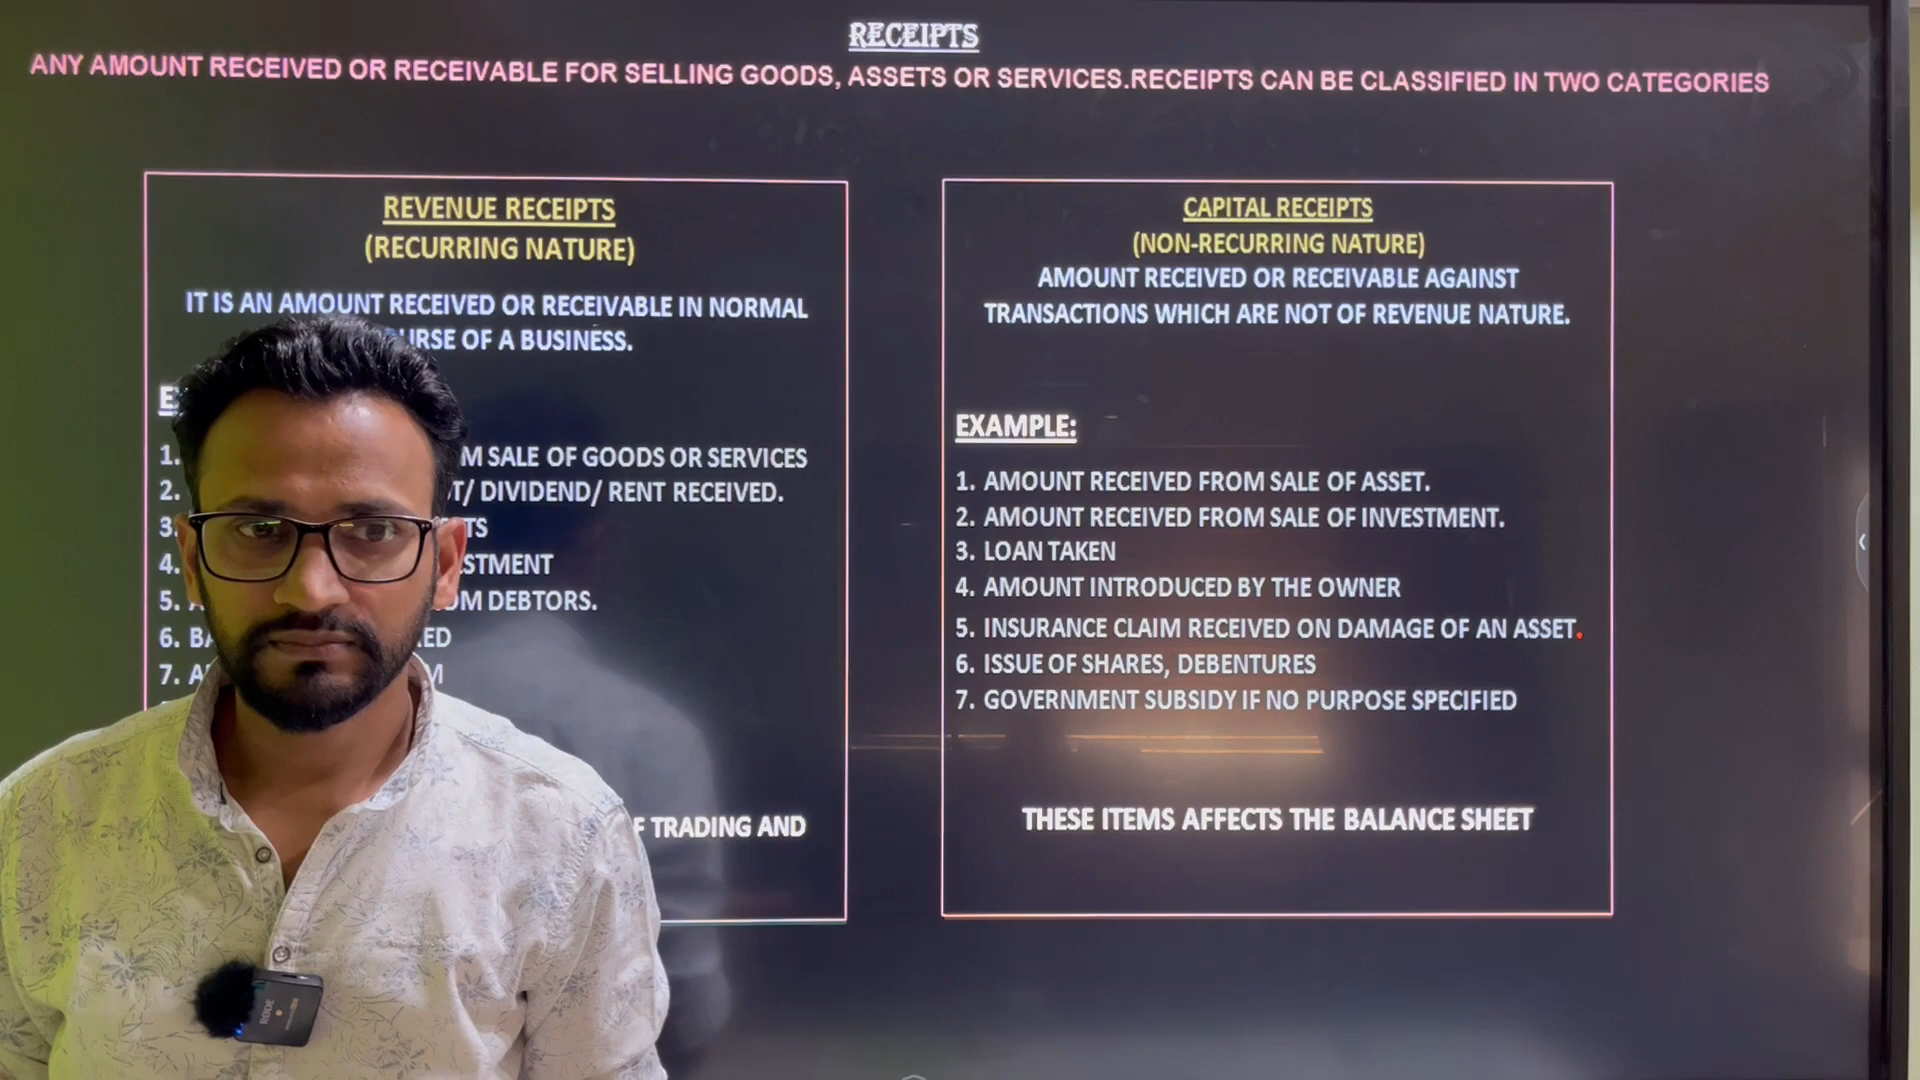 RECEIPTS
ANY AMOUNT RECEIVED OR RECEIVABLE FOR SELLING GOODS, ASSETS OR SERVICES.RECEIPTS CAN BE CLASSIFIED IN TWO CATEGORIES
REVENUE RECEIPTS
(RECURRING NATURE)
IT IS AN AMOUNT RECEIVED OR RECEIVABLE IN NORMAL
OF A BUSINESS.
1. SALE OF GOODS OR SERVICES
2. / DIVIDEND/ RENT RECEIVED.
3.
4.
5. DEBTORS.
6.
7.
TRADING AND
CAPITAL RECEIPTS
(NON-RECURRING NATURE)
AMOUNT RECEIVED OR RECEIVABLE AGAINST
TRANSACTIONS WHICH ARE NOT OF REVENUE NATURE.
EXAMPLE:
1. AMOUNT RECEIVED FROM SALE OF ASSET.
2. AMOUNT RECEIVED FROM SALE OF INVESTMENT.
3. LOAN TAKEN
4. AMOUNT INTRODUCED BY THE OWNER
5. INSURANCE CLAIM RECEIVED ON DAMAGE OF AN ASSET.
6. ISSUE OF SHARES, DEBENTURES
7. GOVERNMENT SUBSIDY IF NO PURPOSE SPECIFIED
THESE ITEMS AFFECTS THE BALANCE SHEET
RODE